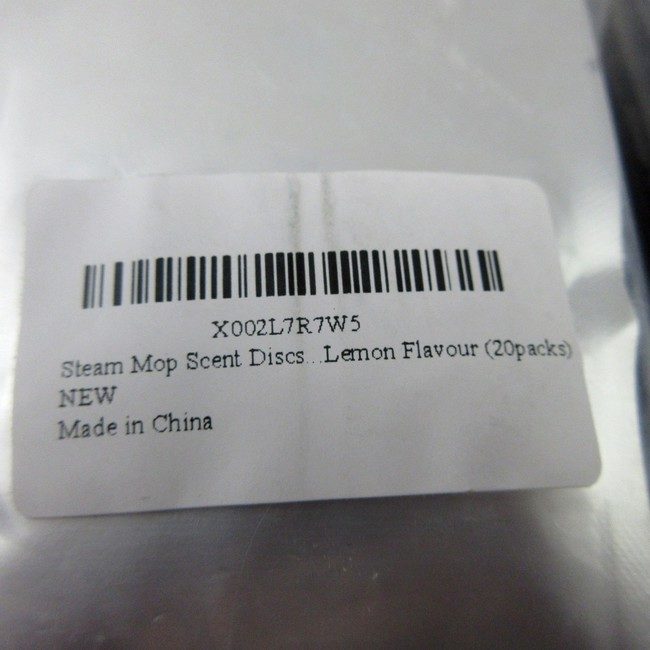 X002L7R7W5
Steam Mop Scent Discs...Lemon Flavour (20packs)
NEW
Made in China